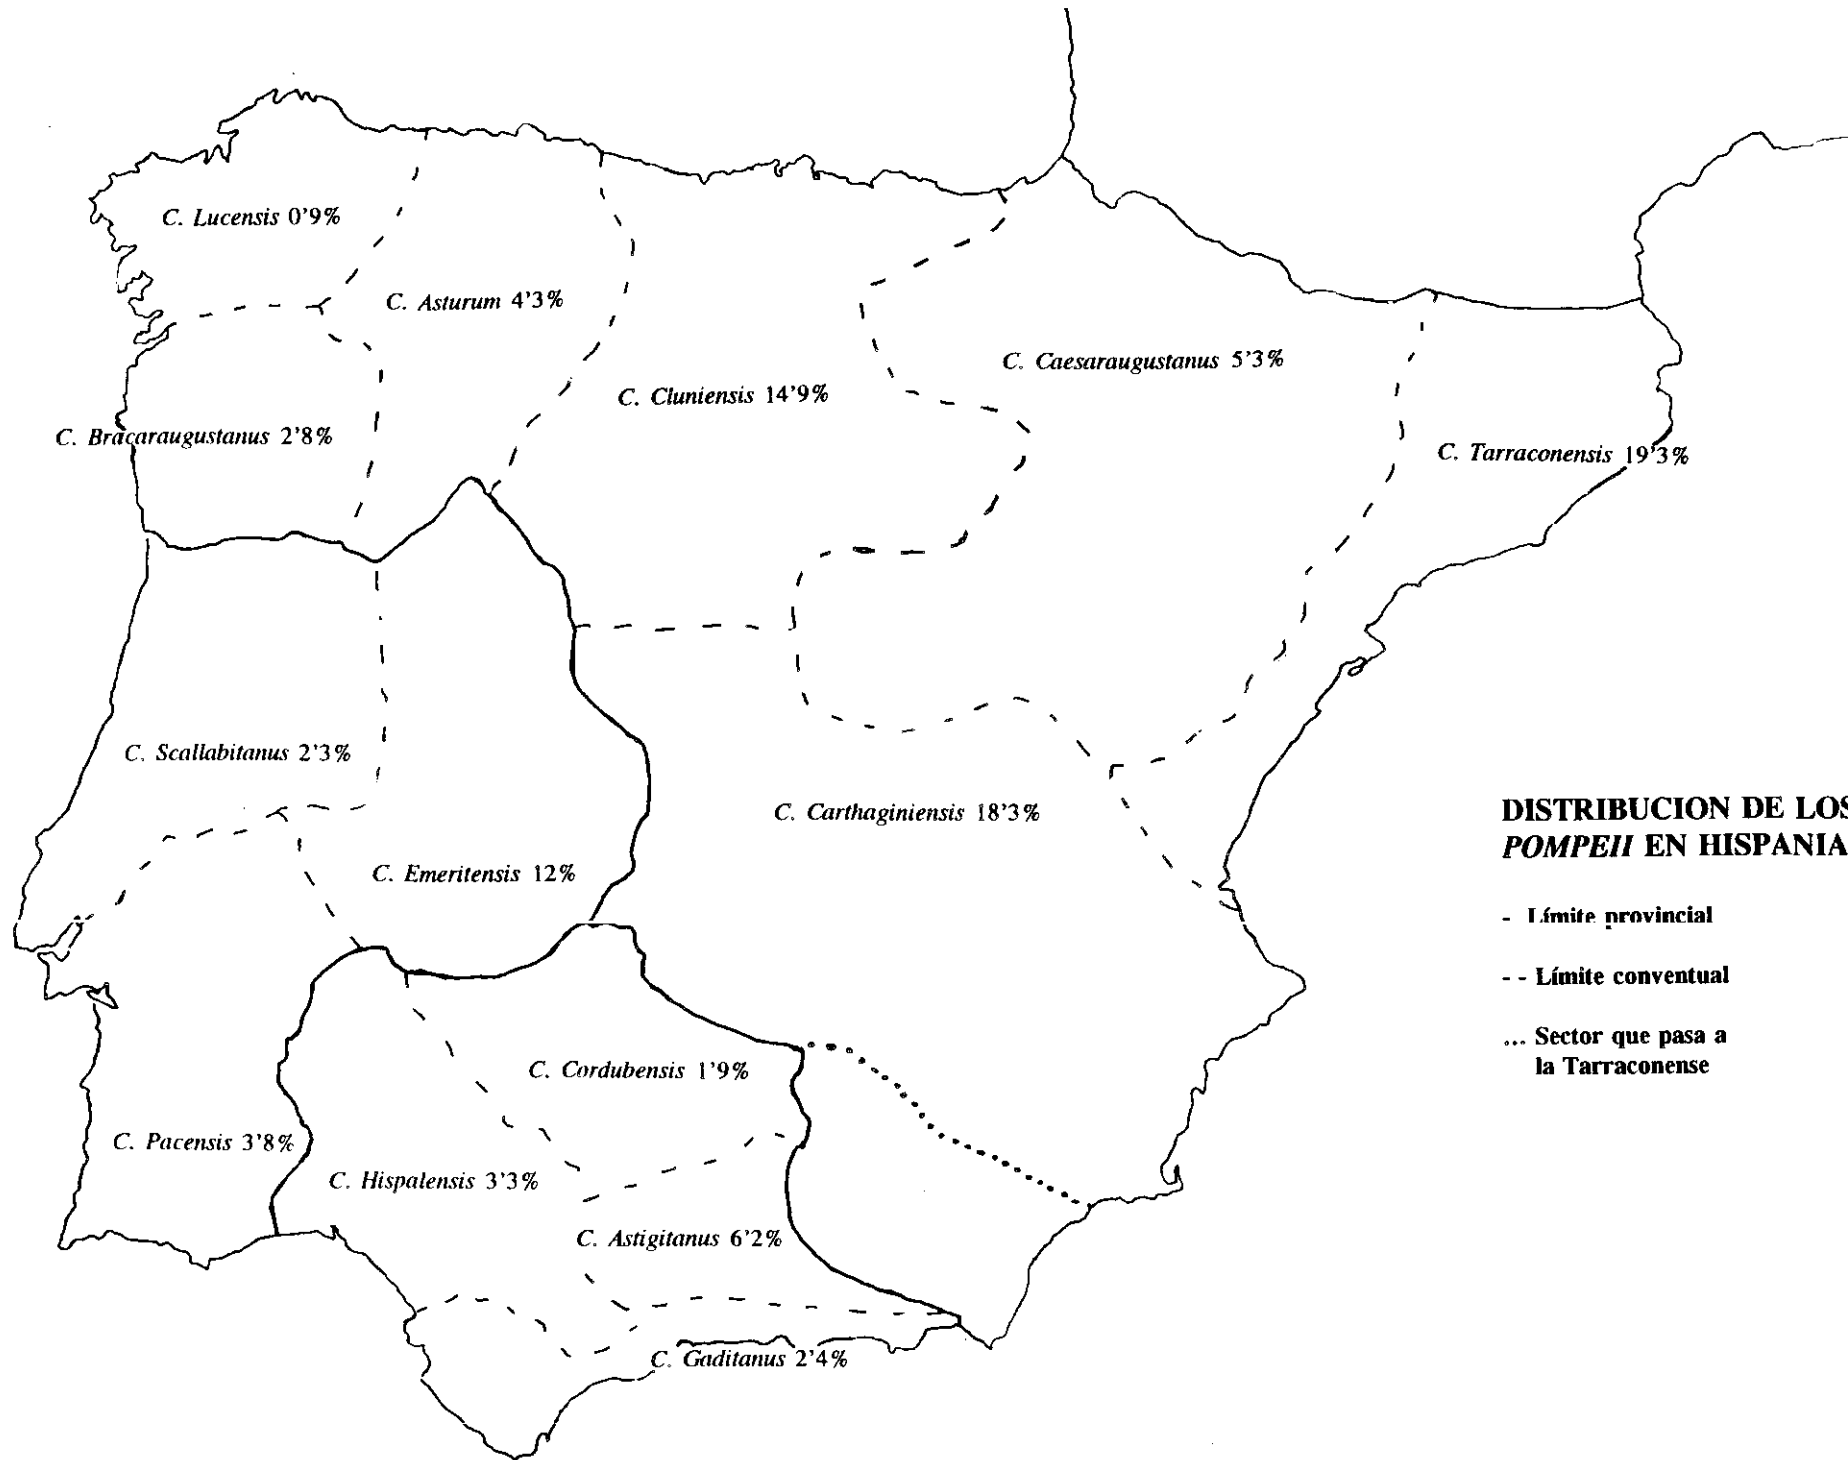 C. Lucensis 0'9%
C. Asturum 4'3%
C. Caesaraugustanus 5'3%
C. Cluniensis 14'9%
C. Bracaraugustanus 2'8%
C. Tarraconensis 19'3%
C. Scallabitanus 2'3%
C. Carthaginiensis 18'3%
C. Emeritensis 12%
C. Cordubensis 1'9%
C. Pacensis 3'8%
C. Hispalensis 3'3%
C. Astigitanus 6'2%
C. Gaditanus 2'4%
DISTRIBUCION DE LOS
POMPEII EN HISPANIA
- Límite provincial
- - Límite conventual
... Sector que pasa a
la Tarraconense